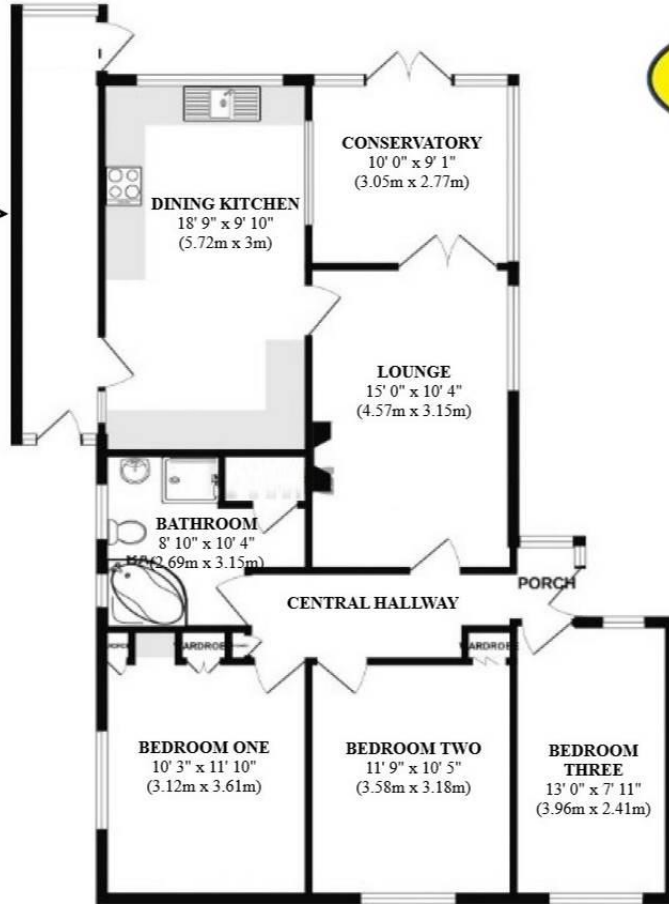 CONSERVATORY
10' 0" x 9' 1"
(3.05m x 2.77m)
DINING KITCHEN
18' 9" x 9' 10"
(5.72m x 3m)
LOUNGE
15' 0" x 10' 4"
(4.57m x 3.15m)
BATHROOM
8' 10" x 10' 4"
(2.69m x 3.15m)
PORCH
CENTRAL HALLWAY
WARDROBE
WARDROBE
BEDROOM ONE
10' 3" x 11' 10"
(3.12m x 3.61m)
BEDROOM TWO
11' 9" x 10' 5"
(3.58m x 3.18m)
BEDROOM
THREE
13' 0" x 7' 11"
(3.96m x 2.41m)